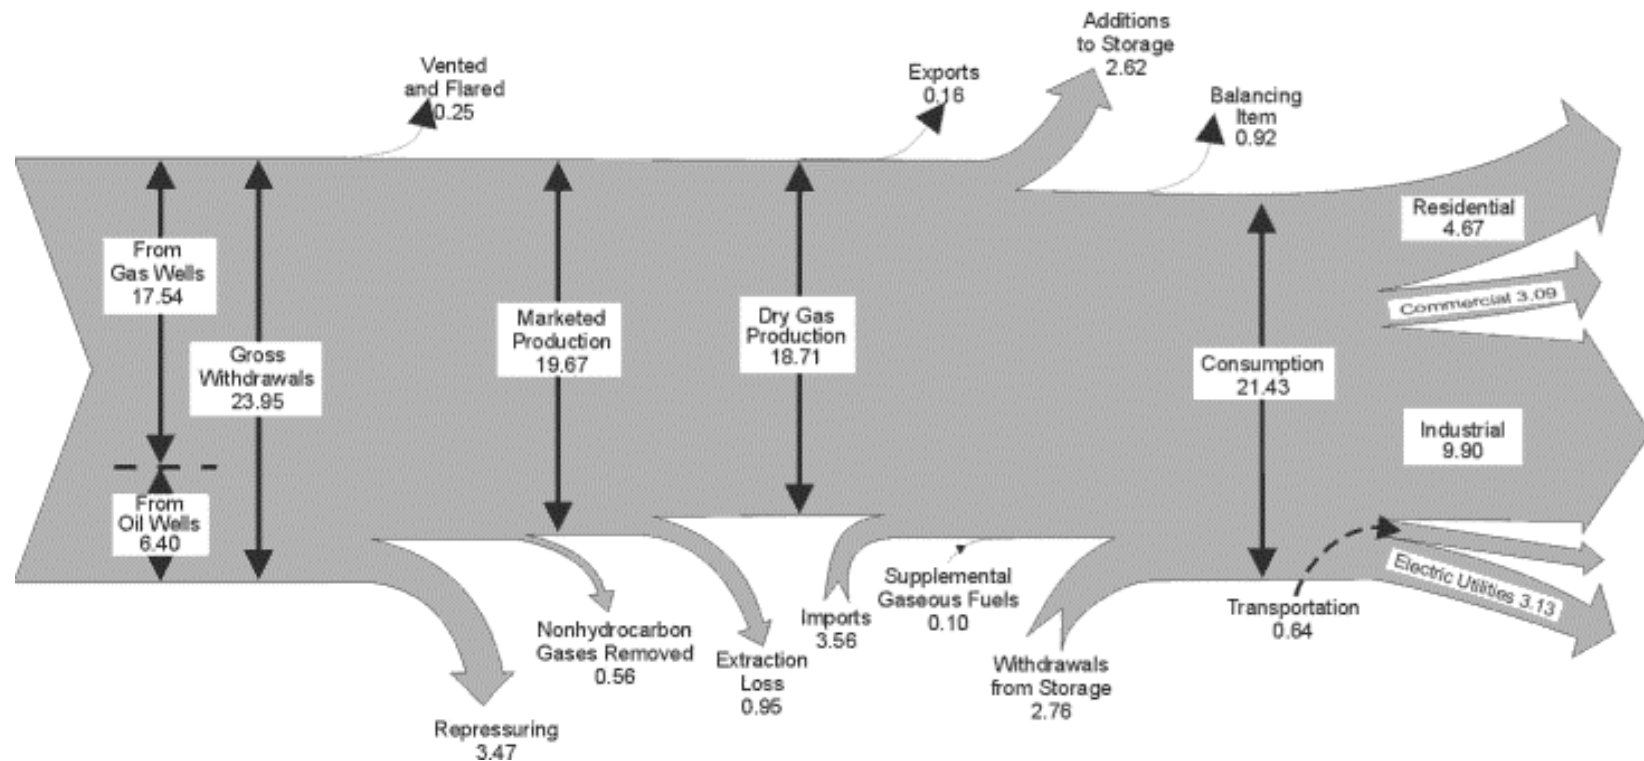 Vented
and Flared
0.25
Exports
0.16
Additions
to Storage
2.62
Balancing
Item
0.92
From
Gas Wells
17.54
Gross
Withdrawals
23.95
From
Oil Wells
6.40
Marketed
Production
19.67
Dry Gas
Production
18.71
Consumption
21.43
Residential
4.67
Commercial 3.09
Industrial
9.90
Electric Utilities 3.13
Transportation
0.64
Repressuring
3.47
Nonhydrocarbon
Gases Removed
0.56
Extraction
Loss
0.95
Imports
3.56
Supplemental
Gaseous Fuels
0.10
Withdrawals
from Storage
2.76